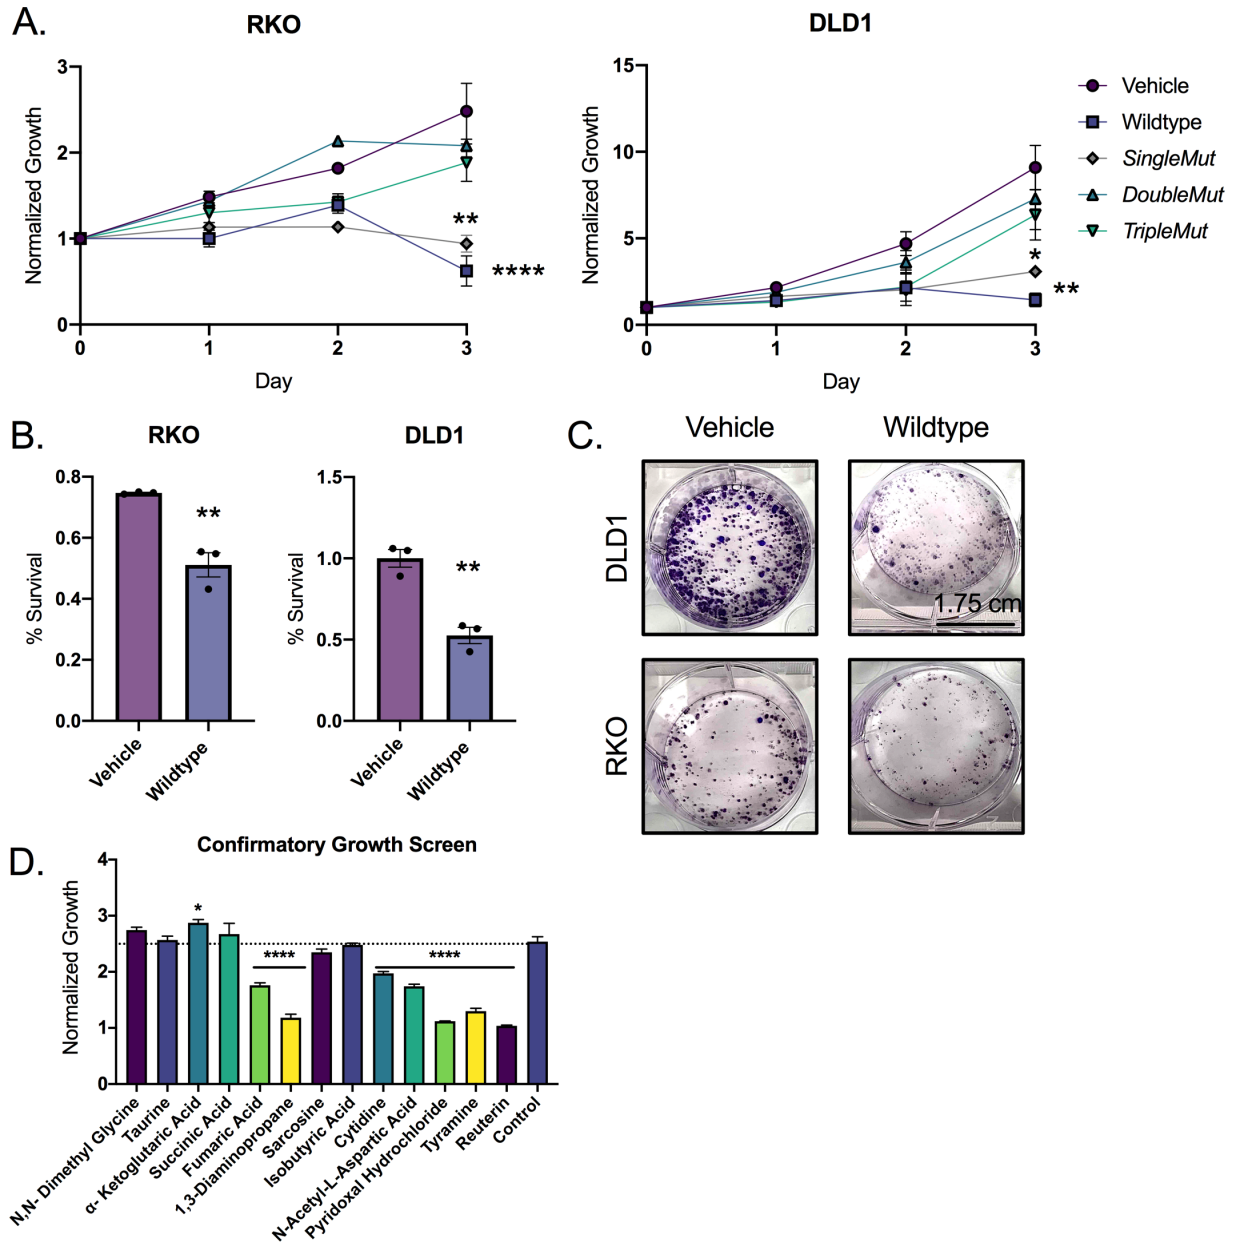 A.
RKO
DLD1
3
2
1
0
Normalized Growth
**
****
0 1 2 3
Day
15
10
5
0
Normalized Growth
*
**
0 1 2 3
Day
Vehicle
Wildtype
SingleMut
DoubleMut
TripleMut
B.
RKO
DLD1
0.8
0.6
0.4
0.2
0.0
% Survival
**
Vehicle
Wildtype
1.5
1.0
0.5
0.0
% Survival
**
Vehicle
Wildtype
C.
Vehicle
Wildtype
DLD1
1.75 cm
RKO
D.
Confirmatory Growth Screen
4
3
2
1
0
Normalized Growth
*
****
****
N,N- Dimethyl Glycine
Taurine
α- Ketoglutaric Acid
Succinic Acid
Fumaric Acid
1,3-Diaminopropane
Sarcosine
Isobutyric Acid
Cytidine
N-Acetyl-L-Aspartic Acid
Pyridoxal Hydrochloride
Tyramine
Reuterin
Control